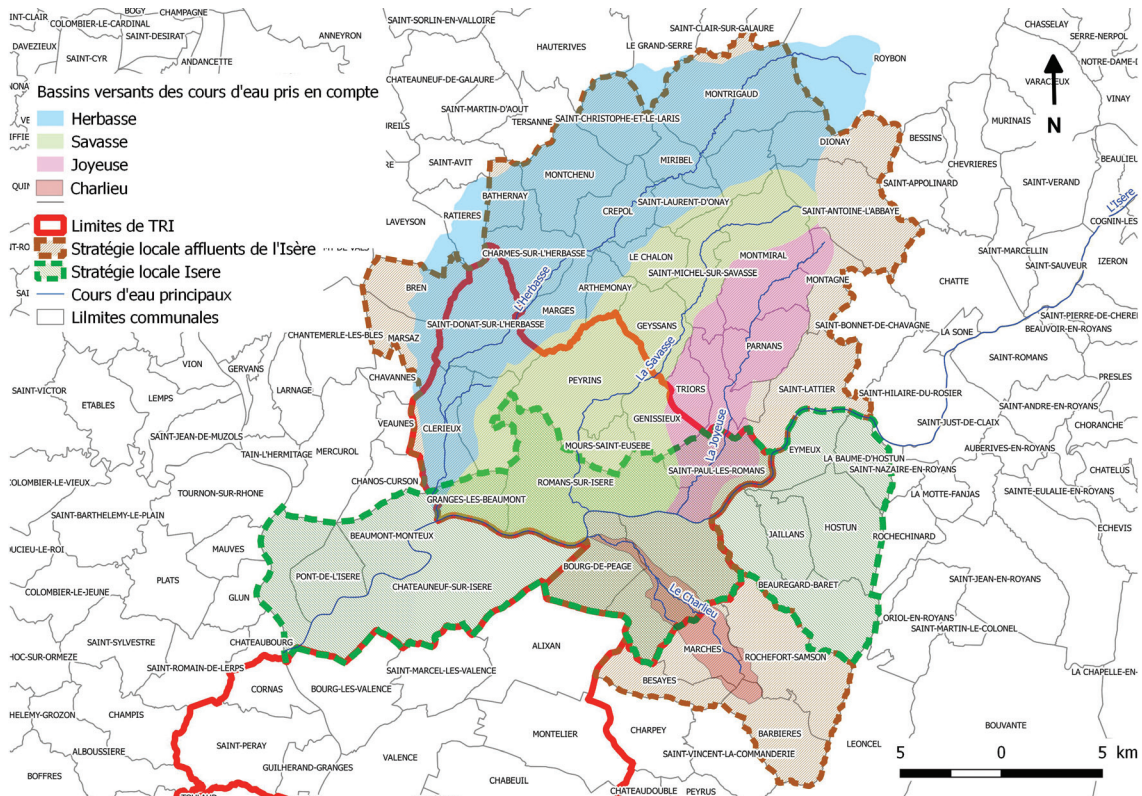 BOGY
CHAMPAGNE
SAINT-CLAIR
COLOMBIER-LE-CARDINAL
SAINT-DESIRAT
ANNEYRON
DAVEZIEUX
SAINT-CYR
ANDANCETTE
SAINT-SORLIN-EN-VALLOIRE
HAUTERIVES
LE GRAND-SERRE
SAINT-CLAIR-SUR-GALAURE
ROYBON
CHASSELAY
SERRE-NERPOL
VARACIEUX
VINAY
MURINAIS
N
Bassins versants des cours d'eau pris en compte
Herbasse
Savasse
Joyeuse
Charlieu
Limites de TRI
Stratégie locale affluents de l'Isère
Stratégie locale Isere
Cours d'eau principaux
Lilmites communales
CHATEAUNEUF-DE-GALAURE
SAINT-MARTIN-D'AOUT
TERSANNE
SAINT-AVIT
RATIERES
CLAVEYSON
MONTRIGAUD
SAINT-CHRISTOPHE-ET-LE-LARIS
MIRIBEL
MONTCHENU
BATHERNAY
CREPOL
SAINT-LAURENT-D'ONAY
DIONAY
BESSINS
CHEVRIERES
SAINT-APPOLINARD
SAINT-VERAND
BEAULIEU
L'Isère
COGNIN-LES
SAINT-ANTOINE-L'ABBAYE
CHARMES-SUR-L'HERBASSE
L'Herbasse
LE CHALON
SAINT-MICHEL-SUR-SAVASSE
MONTMIRAL
MONTAGNE
SAINT-MARCELLIN
IZERON
SAINT-SAUVEUR
CHATTE
BREN
ARTHEMONAY
MARGES
SAINT-DONAT-SUR-L'HERBASSE
GEYSSANS
CHANTEMERLE-LES-BLES
MARSAZ
PARNANS
SAINT-BONNET-DE-CHAVAGNE
SAINT-PIERRE-DE-CHERE
BEAUVOIR-EN-ROYANS
LA SONE
SAINT-ROMANS
VION
GERVANS
CHAVANNES
PEYRINS
La Savasse
TRIORS
SAINT-LATTIER
SAINT-HILAIRE-DU-ROSIER
PRESLES
SAINT-VICTOR
LEMPS
LARNAGE
ETABLES
VEAUNES
GENISSIEUX
La Joyeuse
SAINT-ANDRE-EN-ROYANS
SAINT-JUST-DE-CLAIX
CHORANCHE
SAINT-JEAN-DE-MUZOLS
CLERIEUX
MOURS-SAINT-EUSEBE
EYMEUX
AUBERIVES-EN-ROYANS
TAIN-L'HERMITAGE
MERCUROL
LA BAUME-D'HOSTUN
SAINT-NAZAIRE-EN-ROYANS
CHATELUS
SAINT-PAUL-LES-ROMANS
COLOMBIER-LE-VIEUX
CHANOS-CURSON
ROMANS-SUR-ISERE
TOURNON-SUR-RHONE
GRANGES-LES-BEAUMONT
LA MOTTE-FANJAS
SAINTE-EULALIE-EN-ROYANS
SAINT-BARTHELEMY-LE-PLAIN
HOSTUN
ECHEVIS
BEAUMONT-MONTEUX
JAILLANS
ROCHECHINARD
MAUVES
BOURG-DE-PEAGE
PLATS
PONT-DE-L'ISERE
CHATEAUNEUF-SUR-ISERE
BEAUREGARD-BARET
SAINT-JEAN-EN-ROYANS
COLOMBIER-LE-JEUNE
GLUN
Le Charlieu
ORIOL-EN-ROYANS
SAINT-MARTIN-LE-COLONEL
SAINT-SYLVESTRE
CHATEAUBOURG
ALIXAN
MARCHES
ROCHEFORT-SAMSON
SAINT-ROMAIN-DE-LERPS
SAINT-MARCEL-LES-VALENCE
BESAYES
LA CHAPELLE-EN
CORNAS
BOURG-LES-VALENCE
CHAMPIS
BOUVANTE
SAINT-PERAY
MONTELIER
CHARPEY
BARBIERES
ALBOUSSIERE
VALENCE
SAINT-VINCENT-LA-COMMANDERIE
LEONCEL
BOFFRES
GUILHERAND-GRANGES
CHABEUIL
CHATEAUDOUBLE
PEYRUS
5 0 5 km